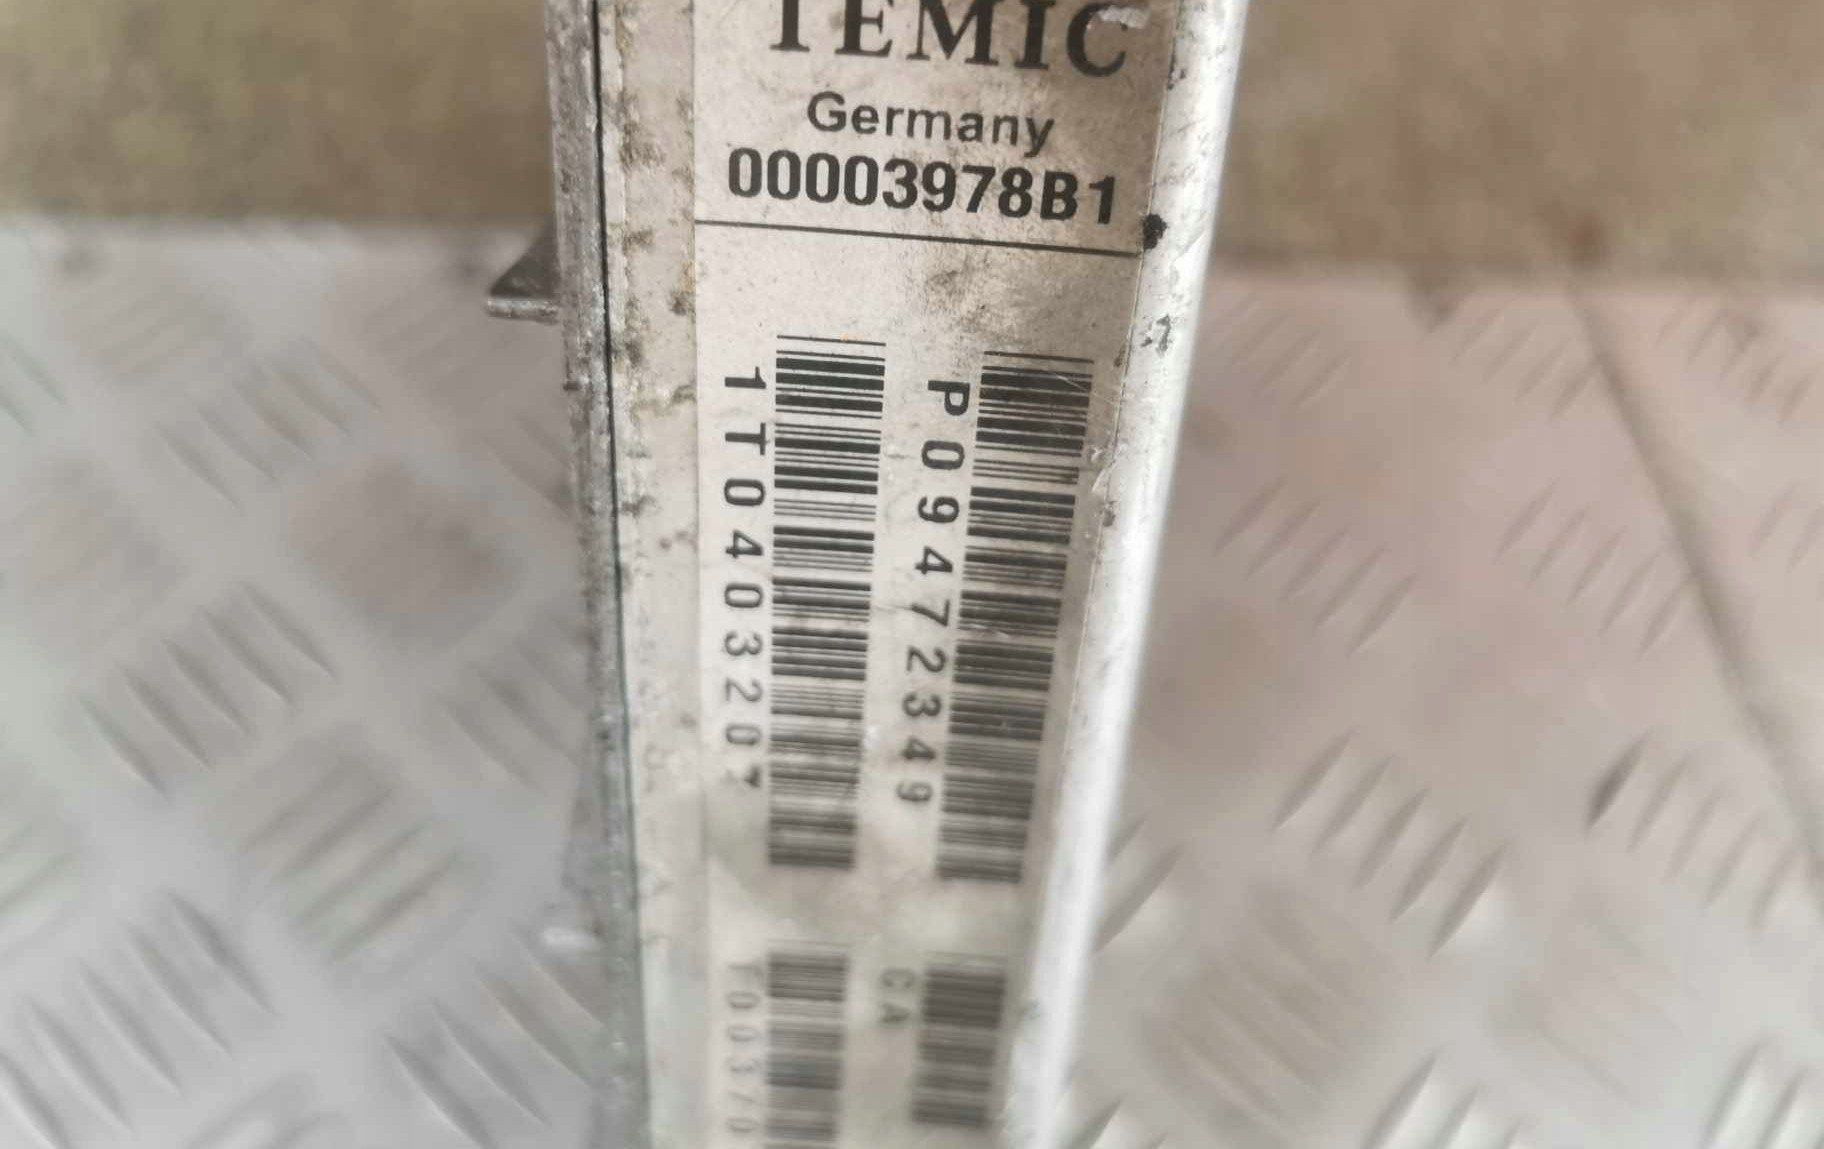 TEMIC
Germany
00003978B1
P09472349
1T0403207
CA